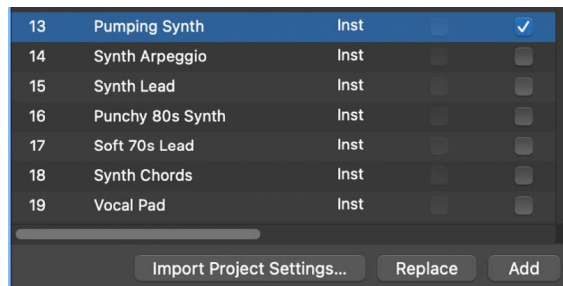 13 Pumping Synth Inst
14 Synth Arpeggio Inst
15 Synth Lead Inst
16 Punchy 80s Synth Inst
17 Soft 70s Lead Inst
18 Synth Chords Inst
19 Vocal Pad Inst
Import Project Settings... Replace Add